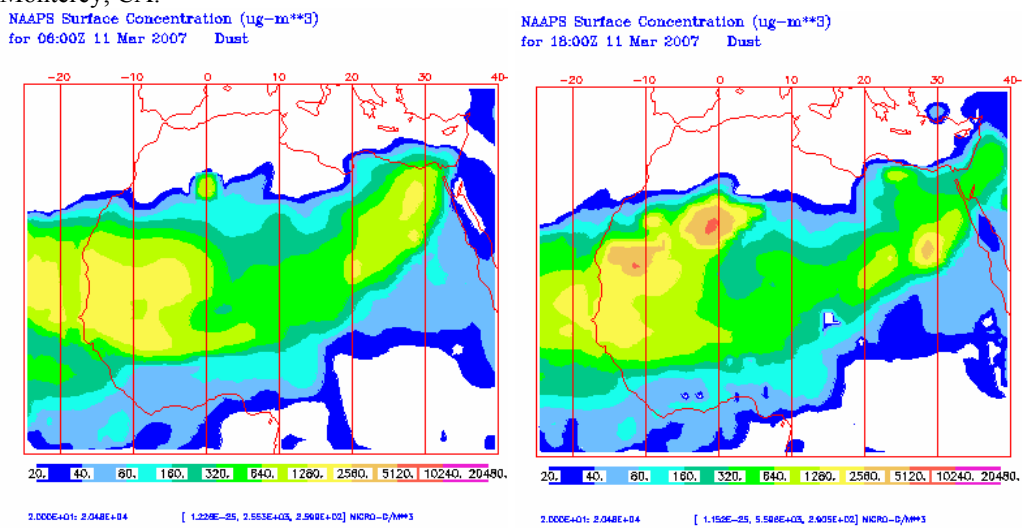 Monterey, CA.
NAAPS Surface Concentration (ug-m**3)
for 06:00Z 11 Mar 2007 Dust
-20 -10 0 10 20 30 40
20. 40. 80. 160. 320. 640. 1280. 2560. 5120. 10240. 20480.
2.000E+01: 2.048E+04 [ 1.226E-25, 2.553E+03, 2.599E+02] MICRO-G/M**3
NAAPS Surface Concentration (ug-m**3)
for 18:00Z 11 Mar 2007 Dust
-20 -10 0 10 20 30 40-
20. 40. 80. 160. 320. 640. 1280. 2560. 5120. 10240. 20480.
2.000E+01: 2.048E+04 [ 1.152E-25, 5.596E+03, 2.905E+02] MICRO-G/M**3